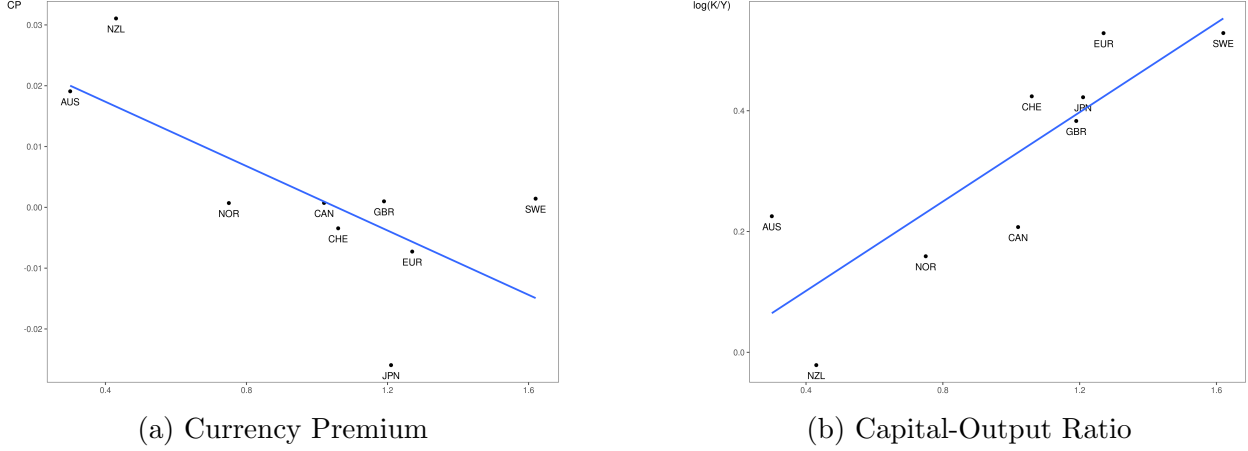 CP
0.03
0.02
0.01
0.00
-0.01
-0.02
NZL
AUS
NOR
CAN
GBR
SWE
CHE
EUR
JPN
0.4 0.8 1.2 1.6
(a) Currency Premium
log(K/Y)
0.4
0.2
0.0
EUR
SWE
CHE
JPN
GBR
AUS
CAN
NOR
NZL
0.4 0.8 1.2 1.6
(b) Capital-Output Ratio